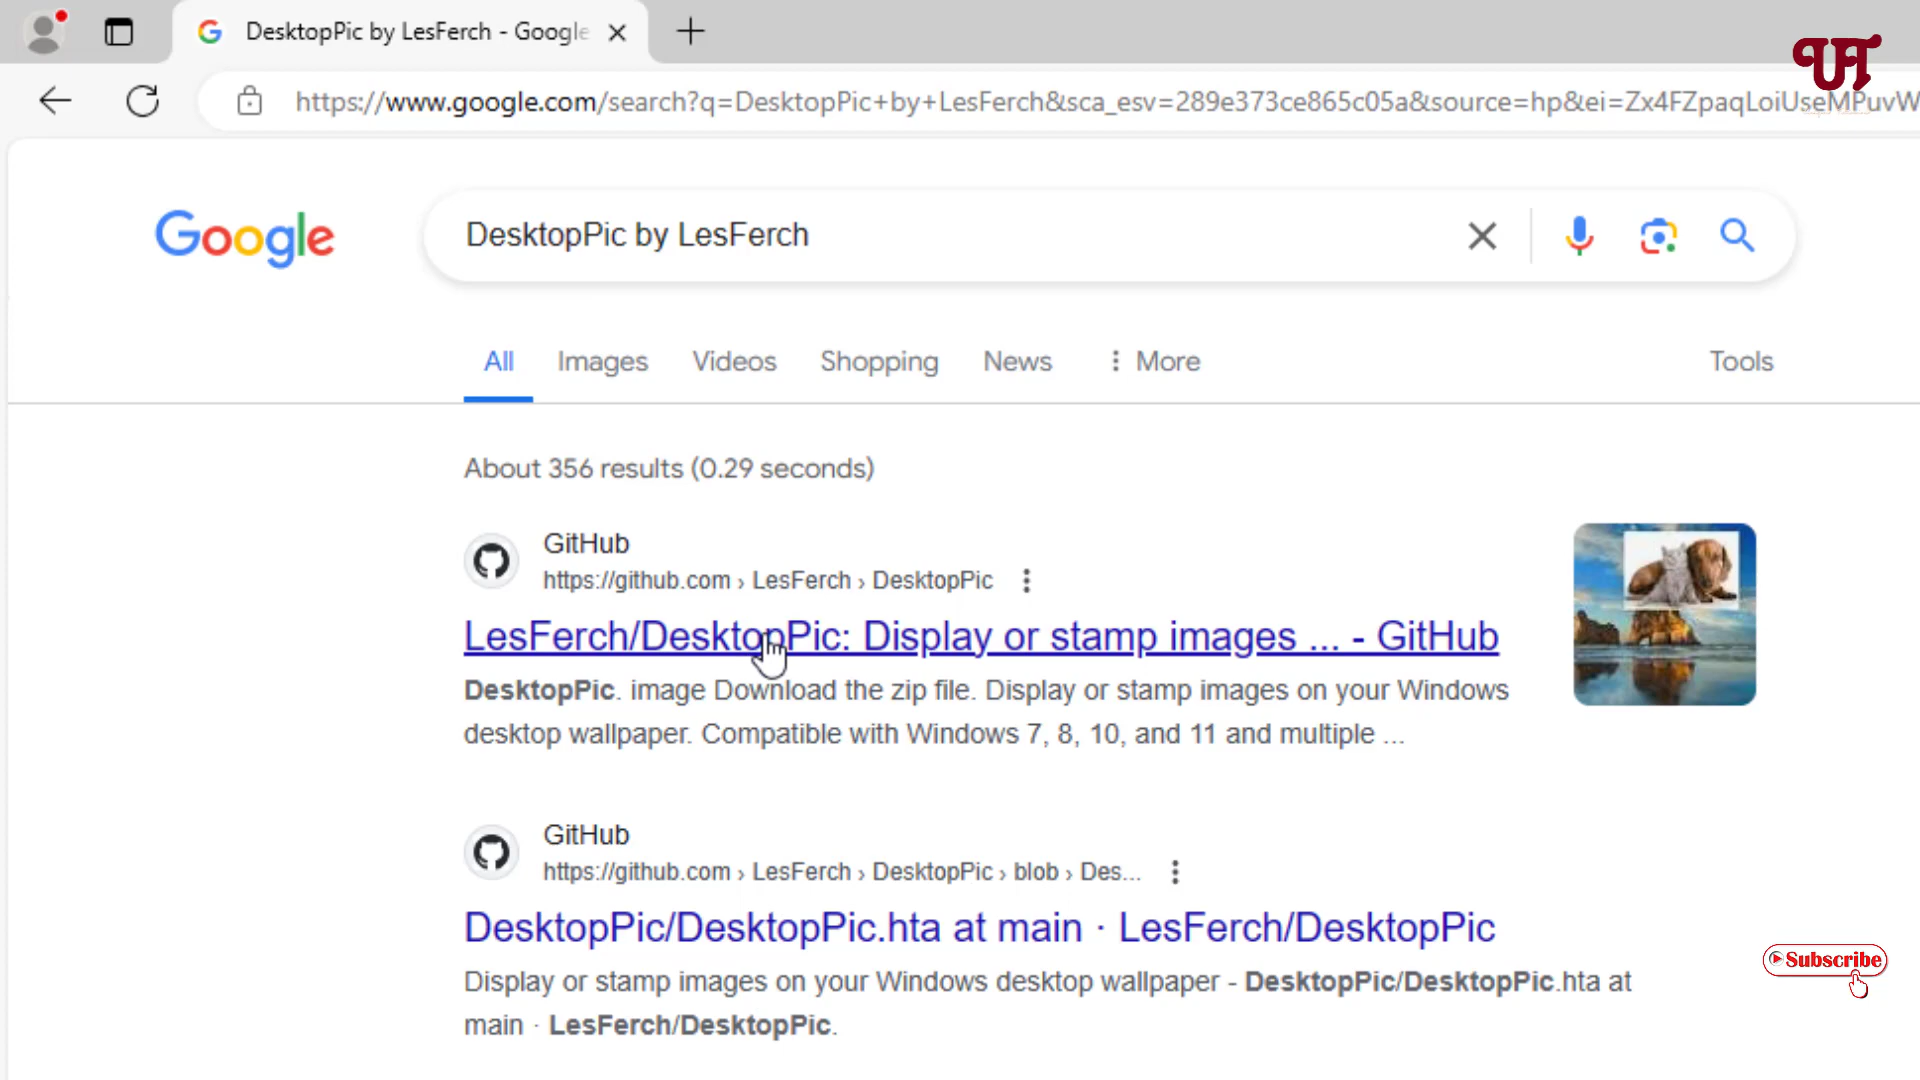 DesktopPic by LesFerch - Google
UT
https://www.google.com/search?q=DesktopPic+by+LesFerch&sca_esv=289e373ce865c05a&source=hp&ei=Zx4FZpaqLoiUseMPuvW
Google
DesktopPic by LesFerch
All Images Videos Shopping News More Tools
About 356 results (0.29 seconds)
GitHub
https://github.com › LesFerch › DesktopPic
LesFerch/DesktopPic: Display or stamp images ... - GitHub
DesktopPic. image Download the zip file. Display or stamp images on your Windows
desktop wallpaper. Compatible with Windows 7, 8, 10, and 11 and multiple ...
GitHub
https://github.com › LesFerch › DesktopPic › blob › Des...
DesktopPic/DesktopPic.hta at main · LesFerch/DesktopPic
Display or stamp images on your Windows desktop wallpaper - DesktopPic/DesktopPic.hta at
main · LesFerch/DesktopPic.
Subscribe